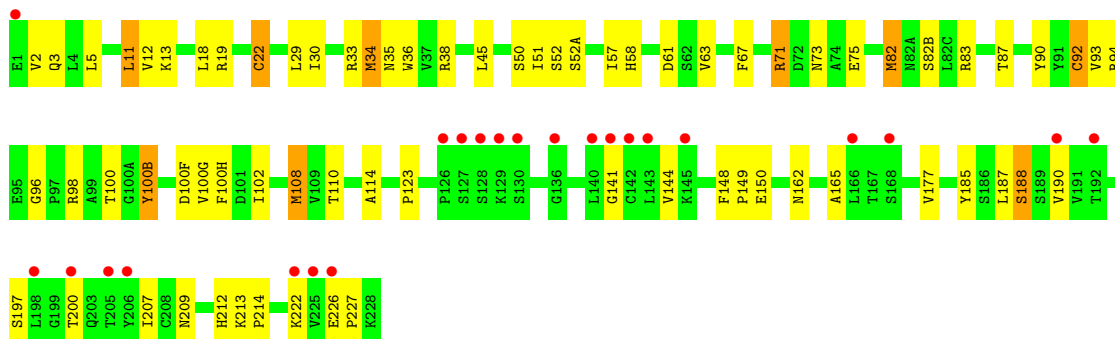 E1 V2 Q3 L4 L5 L11 V12 K13 L18 R19 C22 L29 I30 R33 M34 N35 W36 V37 R38 L45 S50 I51 S52 S52A I57 H58 D61 S62 V63 F67 R71 D72 N73 A74 E75 M82 N82A S82B L82C R83 T87 Y90 Y91 C92 V93 R94
E95 G96 P97 R98 A99 T100 G100A Y100B D100F V100G F100H D101 I102 M108 V109 T110 A114 P123 P126 S127 S128 K129 S130 G136 L140 G141 C142 L143 V144 K145 F148 P149 E150 N162 A165 L166 T167 S168 V177 Y185 S186 L187 S188 S189 V190 V191 T192
S197 L198 G199 T200 Q203 T205 Y206 I207 C208 N209 H212 K213 P214 K222 V225 E226 P227 K228